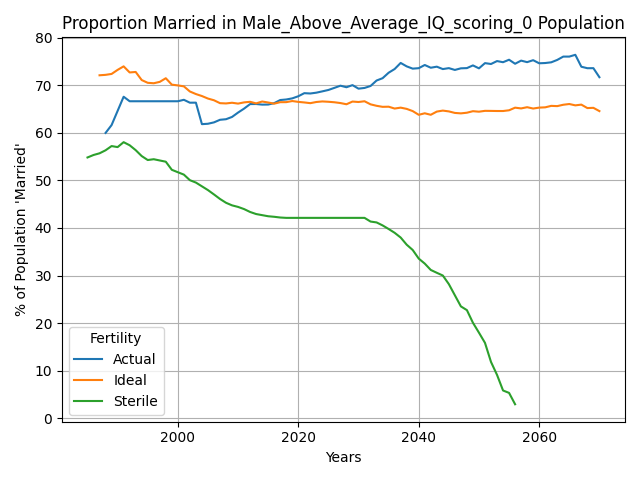 Proportion Married in Male_Above_Average_IQ_scoring_0 Population
80
70
60
50
40
30
20
10
0
% of Population 'Married'
Fertility
Actual
Ideal
Sterile
2000 2020 2040 2060
Years